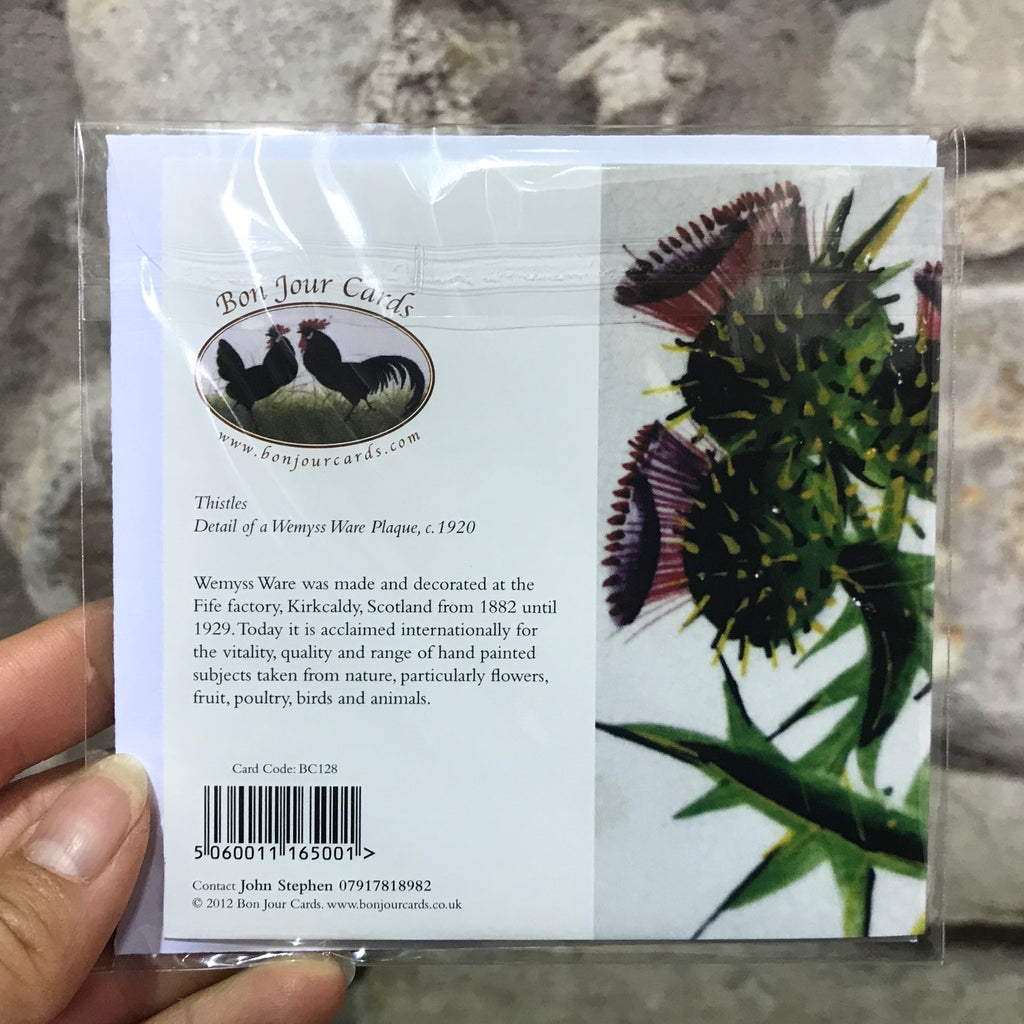 Bon Jour Cards
www.bonjourcards.com
Thistles
Detail of a Wemyss Ware Plaque, c. 1920
Wemyss Ware was made and decorated at the
Fife factory, Kirkcaldy, Scotland from 1882 until
1929. Today it is acclaimed internationally for
the vitality, quality and range of hand painted
subjects taken from nature, particularly flowers,
fruit, poultry, birds and animals.
Card Code: BC128
5 060011 165001 >
Contact John Stephen 07917818982
© 2012 Bon Jour Cards. www.bonjourcards.co.uk